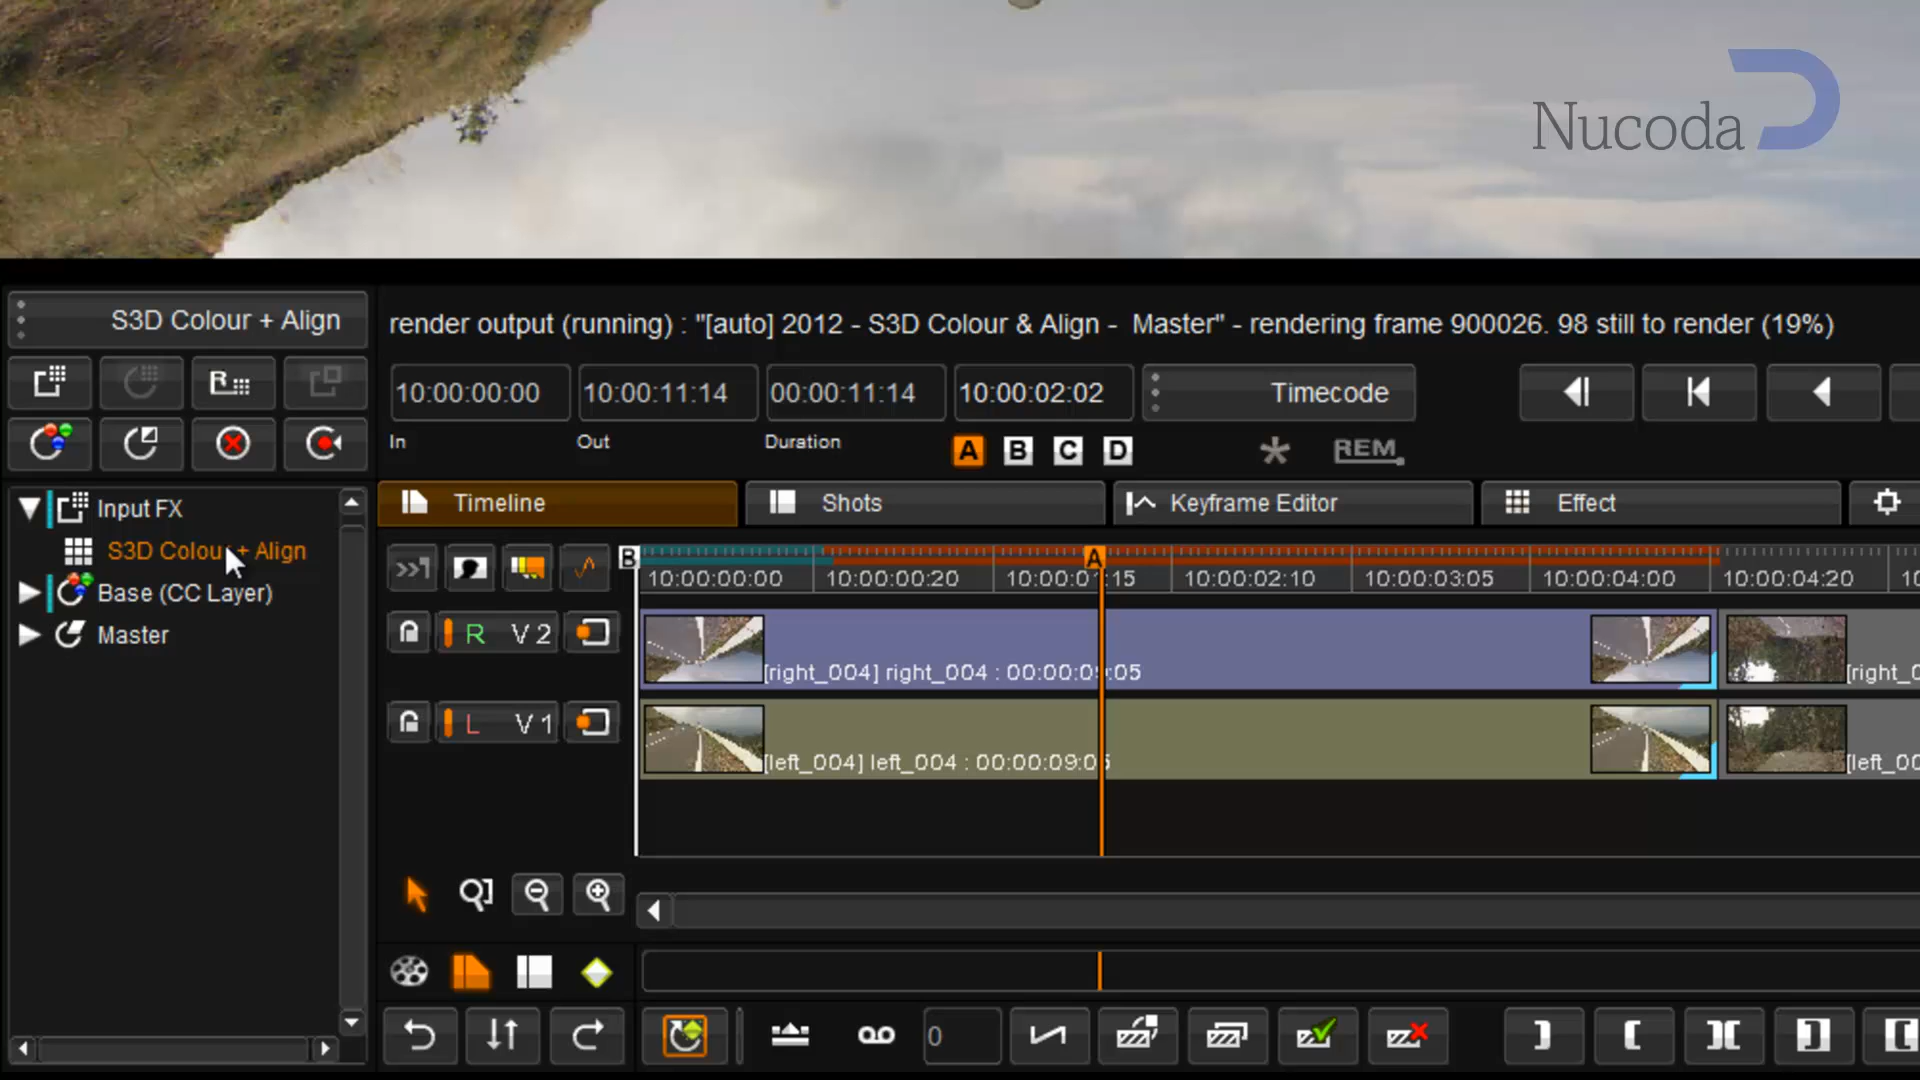 Nucoda
S3D Colour + Align
render output (running) : "[auto] 2012 - S3D Colour & Align -  Master" - rendering frame 900026. 98 still to render (19%)
R
10:00:00:00 10:00:11:14 00:00:11:14 10:00:02:02 Timecode
In Out Duration A B C D * REM
Input FX
S3D Colour + Align
Base (CC Layer)
Master
Timeline Shots Keyframe Editor Effect
B A
10:00:00:00 10:00:00:20 10:00:01:15 10:00:02:10 10:00:03:05 10:00:04:00 10:00:04:20 10
R V 2
[right_004] right_004 : 00:00:09:05 [right_0
L V 1
[left_004] left_004 : 00:00:09:05 [left_00
0